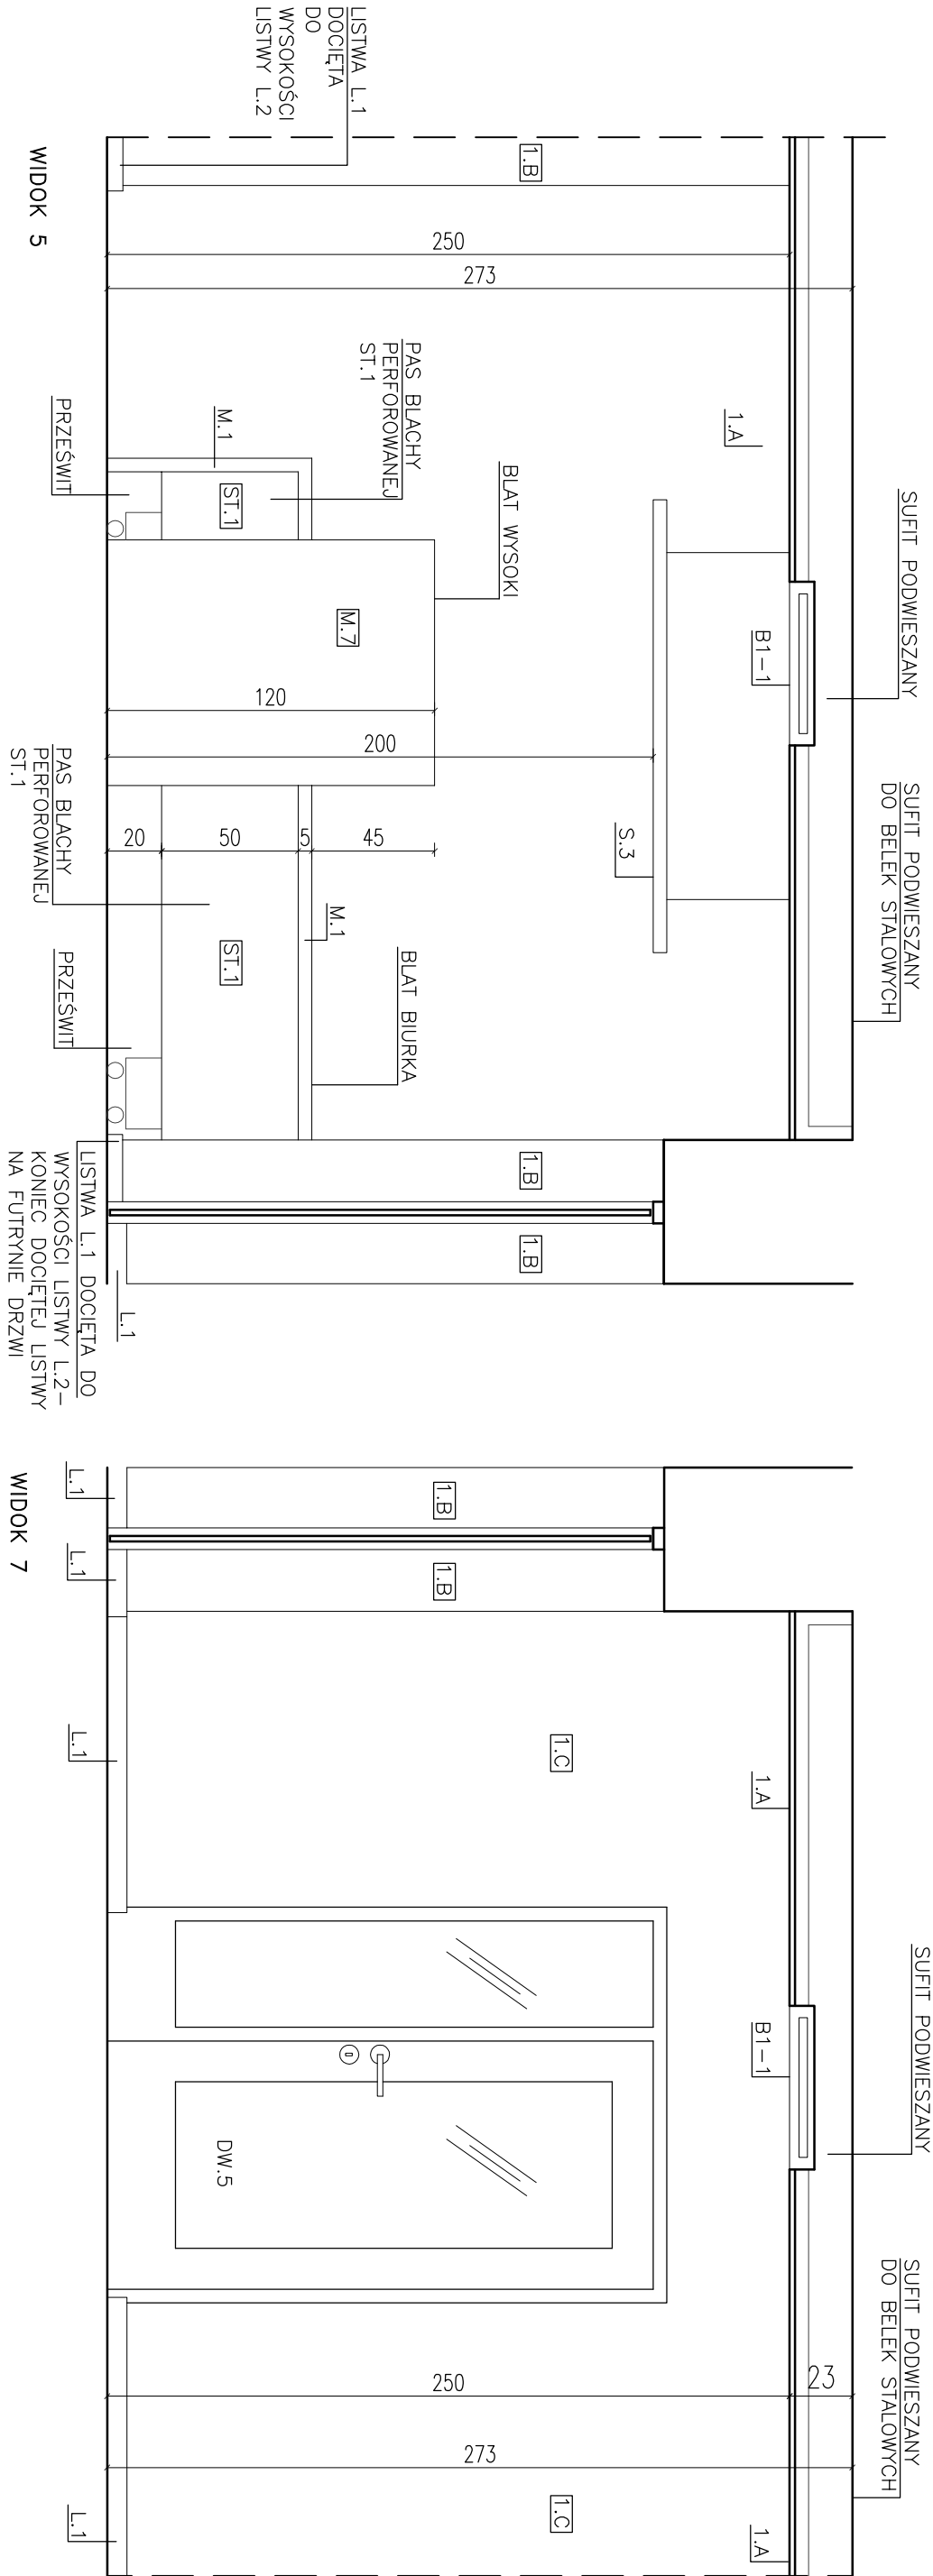 SUFIT PODWIESZANY
SUFIT PODWIESZANY
DO BELEK STALOWYCH
1.A
B1-1
1.B
250
273
LISTWA L.1
DOCIĘTA
DO
WYSOKOŚCI
LISTWY L.2
PAS BLACHY
PERFOROWANEJ
ST.1
BLAT WYSOKI
M.1
ST.1
PRZEŚWIT
M.7
120
200
S.3
20
50
5
45
PAS BLACHY
PERFOROWANEJ
ST.1
M.1
ST.1
BLAT BIURKA
PRZEŚWIT
1.B
1.B
L.1
LISTWA L.1 DOCIĘTA DO
WYSOKOŚCI LISTWY L.2-
KONIEC DOCIĘTEJ LISTWY
NA FUTRYNIE DRZWI
WIDOK 5
SUFIT PODWIESZANY
SUFIT PODWIESZANY
DO BELEK STALOWYCH
1.B
1.B
1.C
1.A
B1-1
DW.5
23
250
273
1.C
1.A
L.1
L.1
L.1
L.1
WIDOK 7